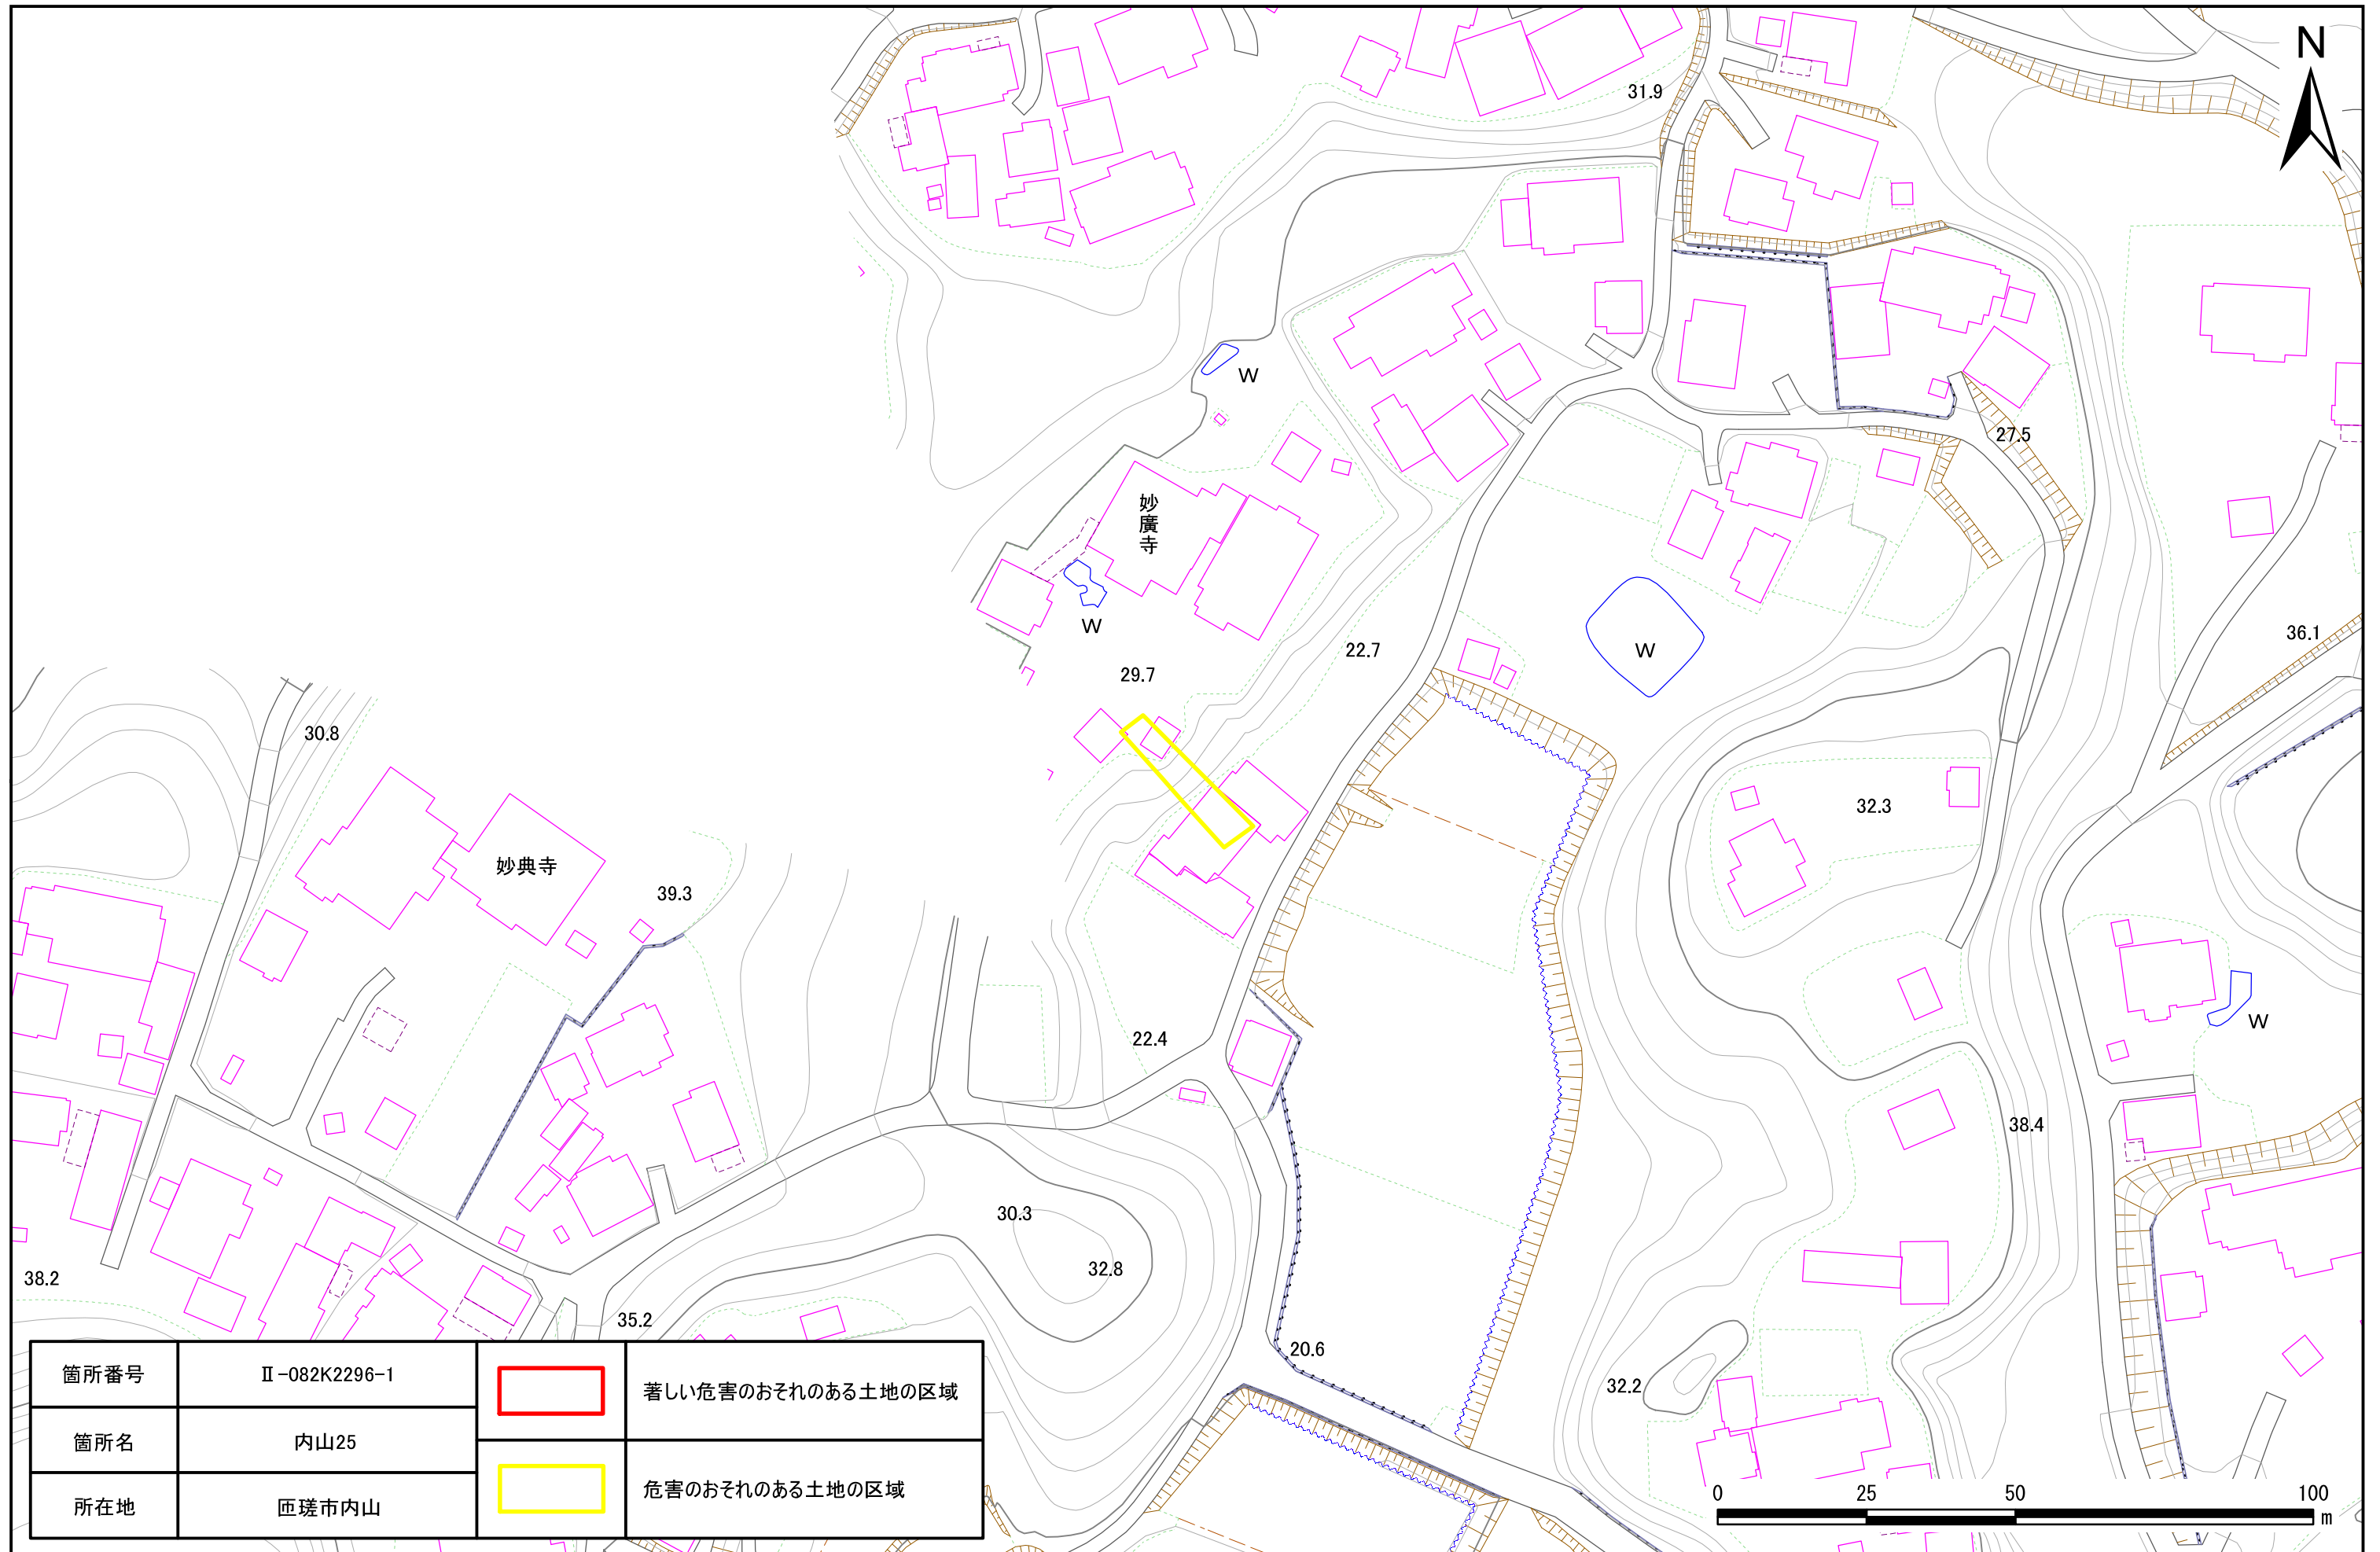 N
31.9
W
27.5
妙廣寺
W
22.7
W
36.1
29.7
30.8
32.3
妙典寺
39.3
W
22.4
38.4
30.3
32.8
38.2
35.2
20.6
32.2
箇所番号 Ⅱ-082K2296-1
箇所名 内山25
所在地 匝瑳市内山
著しい危害のおそれのある土地の区域
危害のおそれのある土地の区域
0 25 50 100
m